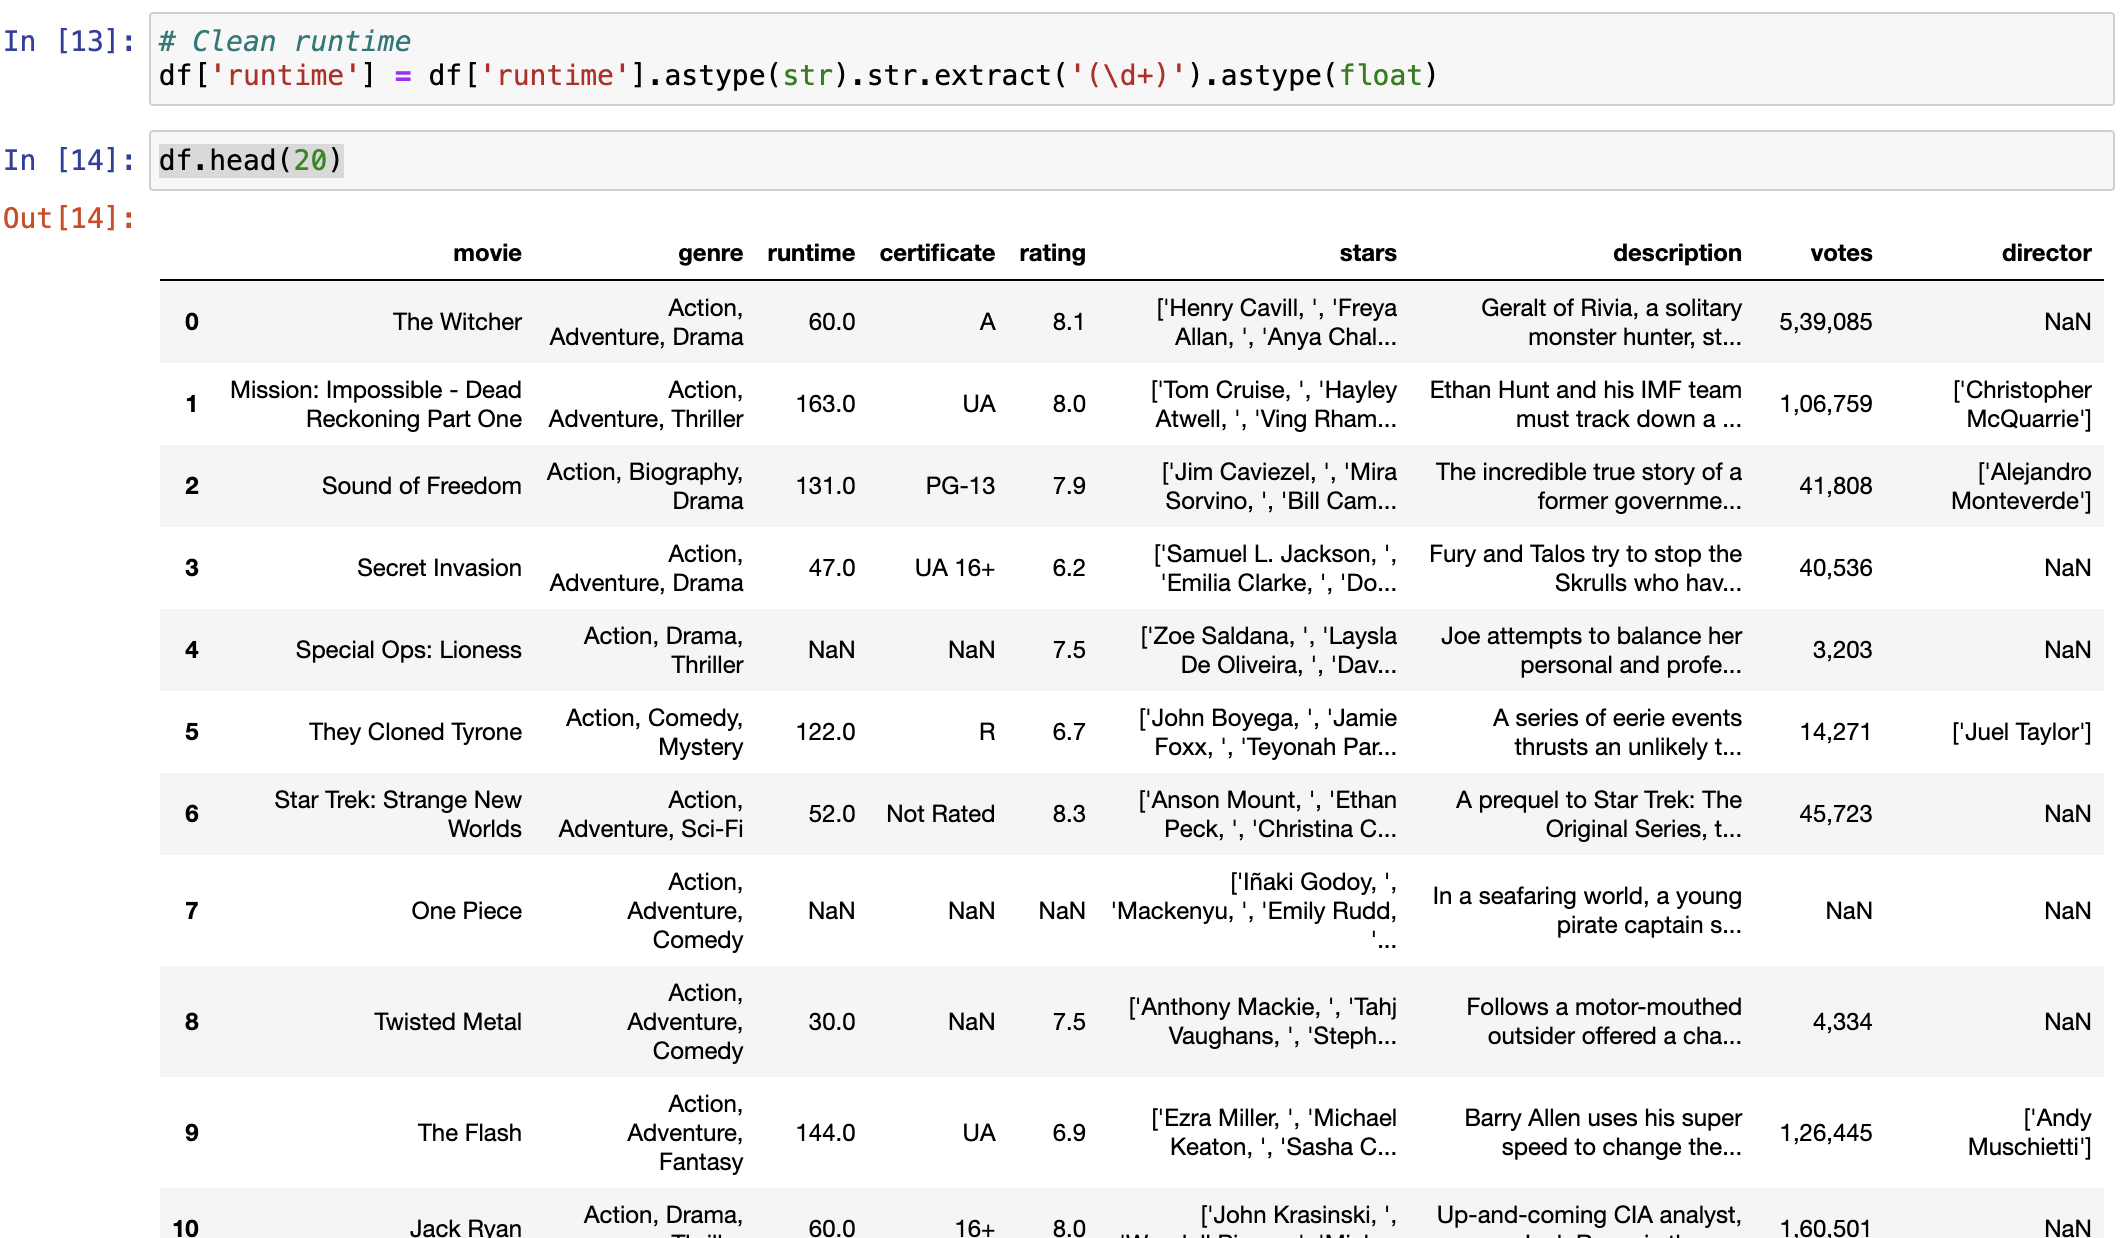 In [13]:
# Clean runtime
df['runtime'] = df['runtime'].astype(str).str.extract('(\d+)').astype(float)
In [14]:
df.head(20)
Out[14]:
movie genre runtime certificate rating stars description votes director
0 The Witcher Action, Adventure, Drama 60.0 A 8.1 ['Henry Cavill, ', 'Freya Allan, ', 'Anya Chal... Geralt of Rivia, a solitary monster hunter, st... 5,39,085 NaN
1 Mission: Impossible - Dead Reckoning Part One Action, Adventure, Thriller 163.0 UA 8.0 ['Tom Cruise, ', 'Hayley Atwell, ', 'Ving Rham... Ethan Hunt and his IMF team must track down a ... 1,06,759 ['Christopher McQuarrie']
2 Sound of Freedom Action, Biography, Drama 131.0 PG-13 7.9 ['Jim Caviezel, ', 'Mira Sorvino, ', 'Bill Cam... The incredible true story of a former governme... 41,808 ['Alejandro Monteverde']
3 Secret Invasion Action, Adventure, Drama 47.0 UA 16+ 6.2 ['Samuel L. Jackson, ', 'Emilia Clarke, ', 'Do... Fury and Talos try to stop the Skrulls who hav... 40,536 NaN
4 Special Ops: Lioness Action, Drama, Thriller NaN NaN 7.5 ['Zoe Saldana, ', 'Laysla De Oliveira, ', 'Dav... Joe attempts to balance her personal and profe... 3,203 NaN
5 They Cloned Tyrone Action, Comedy, Mystery 122.0 R 6.7 ['John Boyega, ', 'Jamie Foxx, ', 'Teyonah Par... A series of eerie events thrusts an unlikely t... 14,271 ['Juel Taylor']
6 Star Trek: Strange New Worlds Action, Adventure, Sci-Fi 52.0 Not Rated 8.3 ['Anson Mount, ', 'Ethan Peck, ', 'Christina C... A prequel to Star Trek: The Original Series, t... 45,723 NaN
7 One Piece Action, Adventure, Comedy NaN NaN NaN ['Iñaki Godoy, ', 'Mackenyu, ', 'Emily Rudd, '... In a seafaring world, a young pirate captain s... NaN NaN
8 Twisted Metal Action, Adventure, Comedy 30.0 NaN 7.5 ['Anthony Mackie, ', 'Tahj Vaughans, ', 'Steph... Follows a motor-mouthed outsider offered a cha... 4,334 NaN
9 The Flash Action, Adventure, Fantasy 144.0 UA 6.9 ['Ezra Miller, ', 'Michael Keaton, ', 'Sasha C... Barry Allen uses his super speed to change the... 1,26,445 ['Andy Muschietti']
10 Jack Ryan Action, Drama, 60.0 16+ 8.0 ['John Krasinski, ', Up-and-coming CIA analyst, 1,60,501 NaN